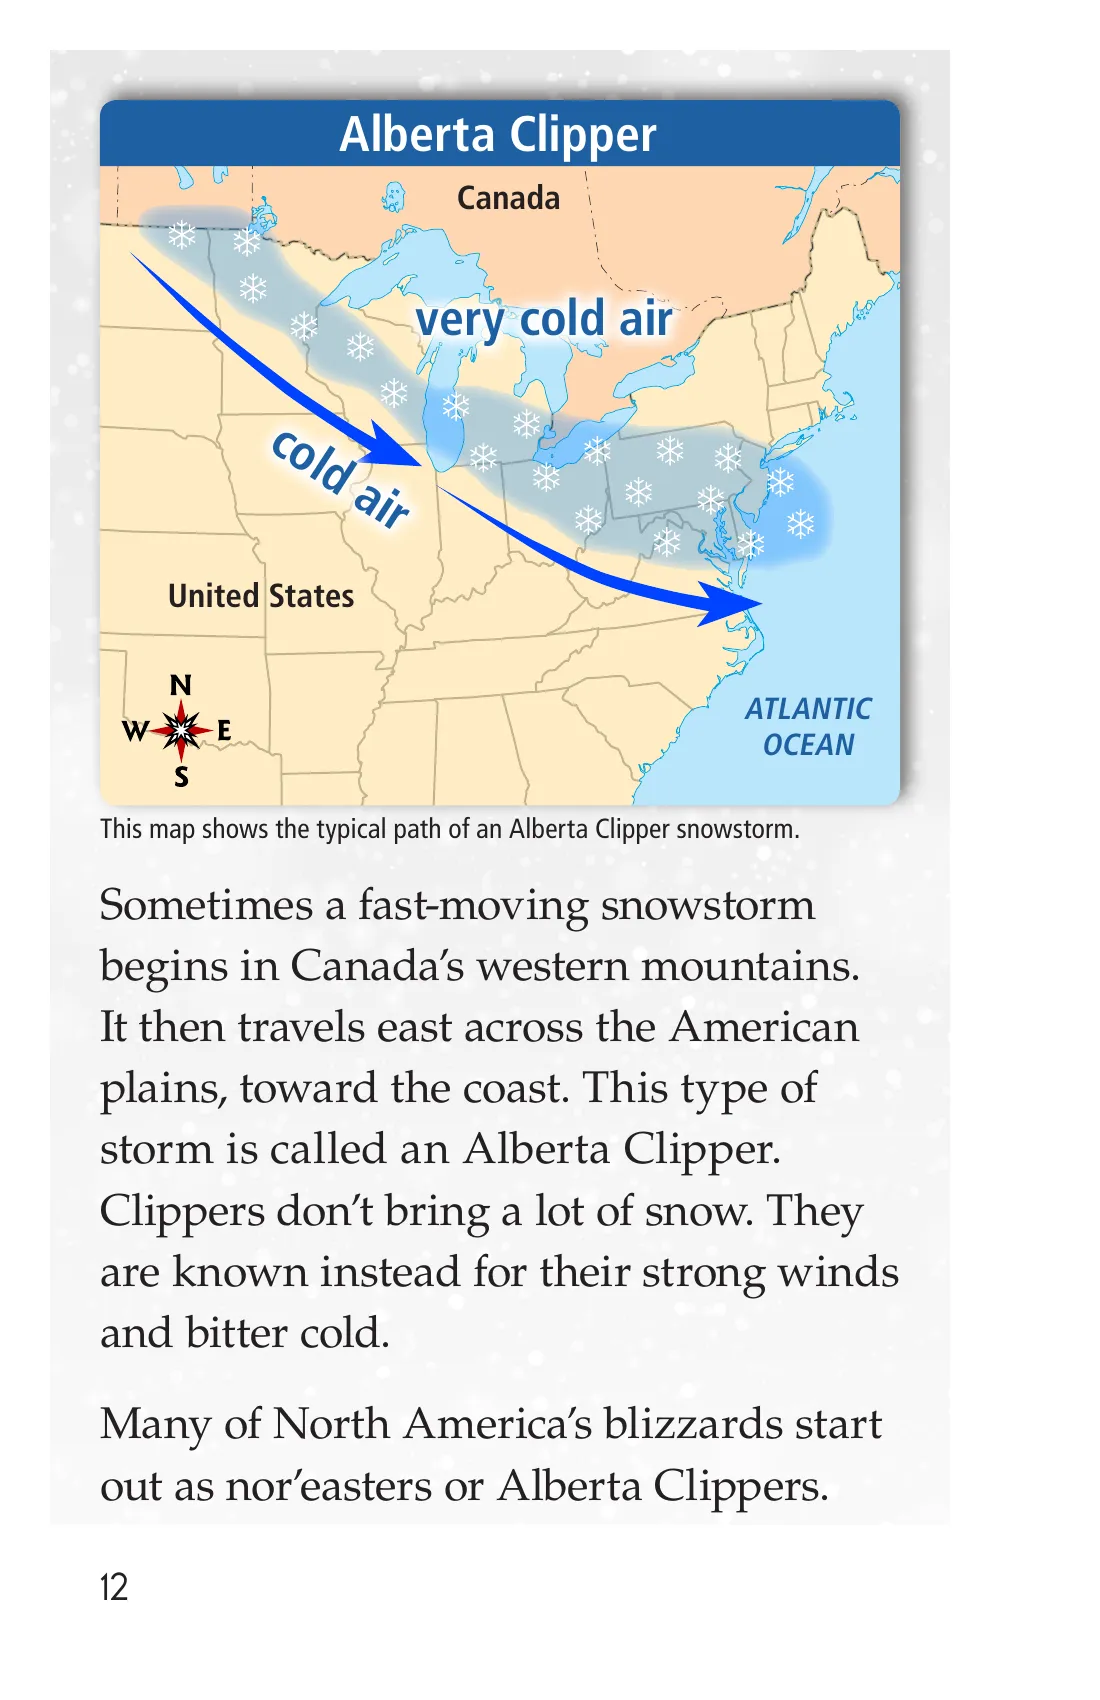 Alberta Clipper
Canada
very cold air
cold air
United States
N
W E
S
ATLANTIC
OCEAN
This map shows the typical path of an Alberta Clipper snowstorm.
Sometimes a fast-moving snowstorm
begins in Canada’s western mountains.
It then travels east across the American
plains, toward the coast. This type of
storm is called an Alberta Clipper.
Clippers don’t bring a lot of snow. They
are known instead for their strong winds
and bitter cold.
Many of North America’s blizzards start
out as nor’easters or Alberta Clippers.
12